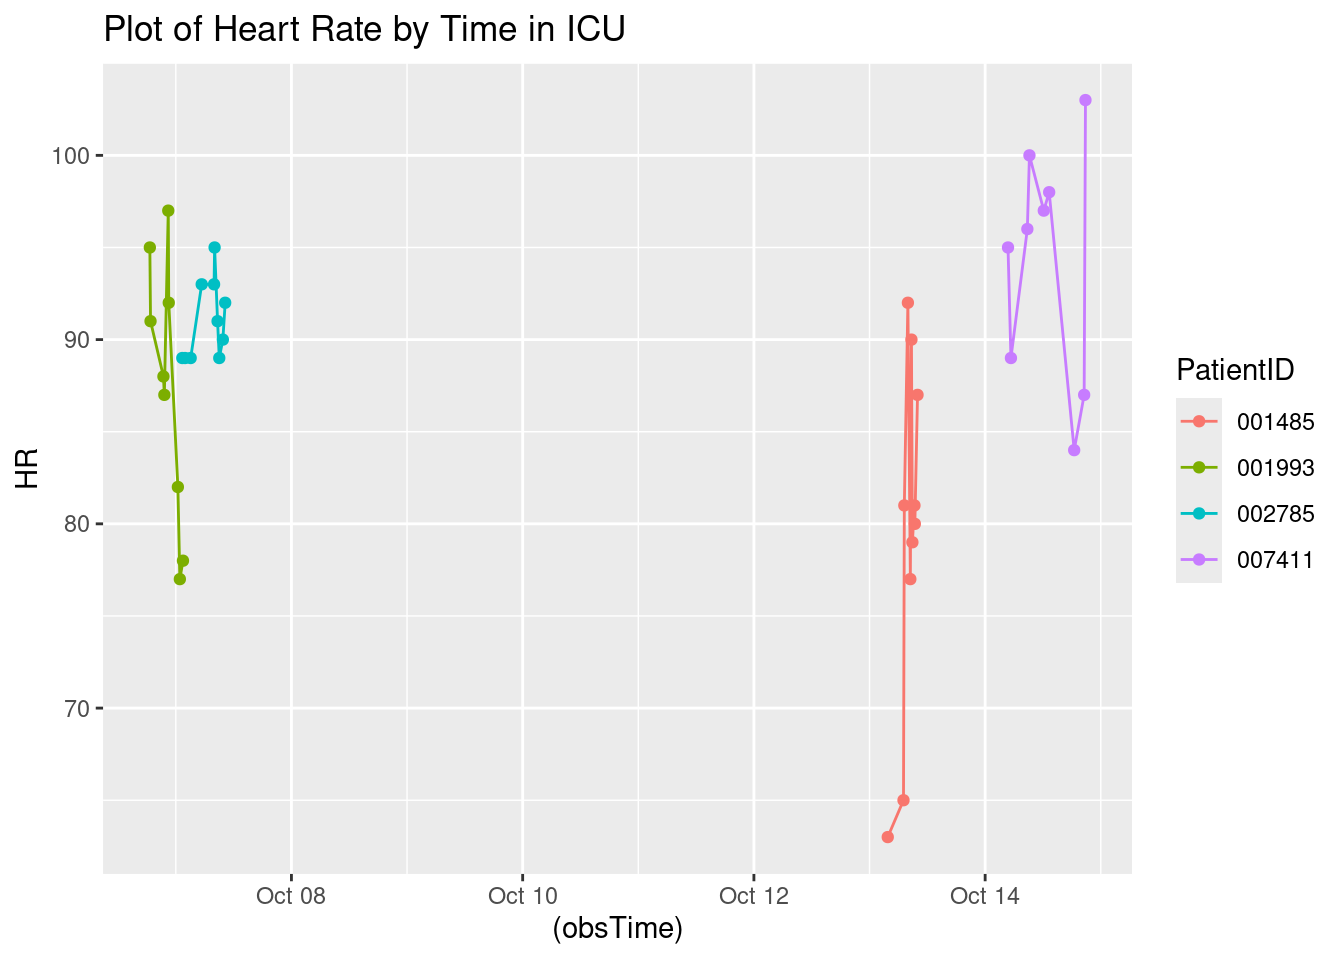 Plot of Heart Rate by Time in ICU
100
90
80
70
HR
Oct 08
Oct 10
Oct 12
Oct 14
(obsTime)
PatientID
001485
001993
002785
007411